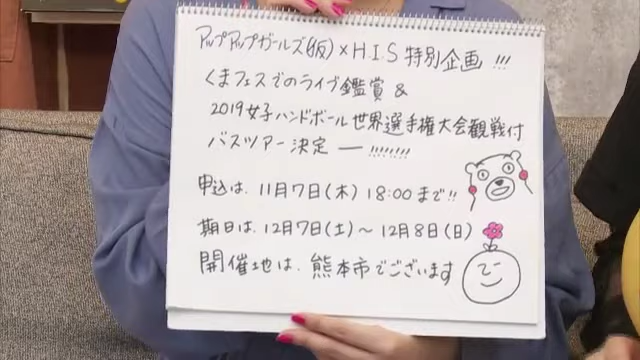 アップアップガールズ(仮)×HIS特別企画!!!
くまフェスでのライヴ鑑賞 &
2019女子ハンドボール世界選手権大会観戦付
バスツアー決定ー!!!!!!!!
申込は、11月7日(木) 18:00まで!!
期日は、12月7日(土)～12月8日(日)
開催地は、熊本市でございます